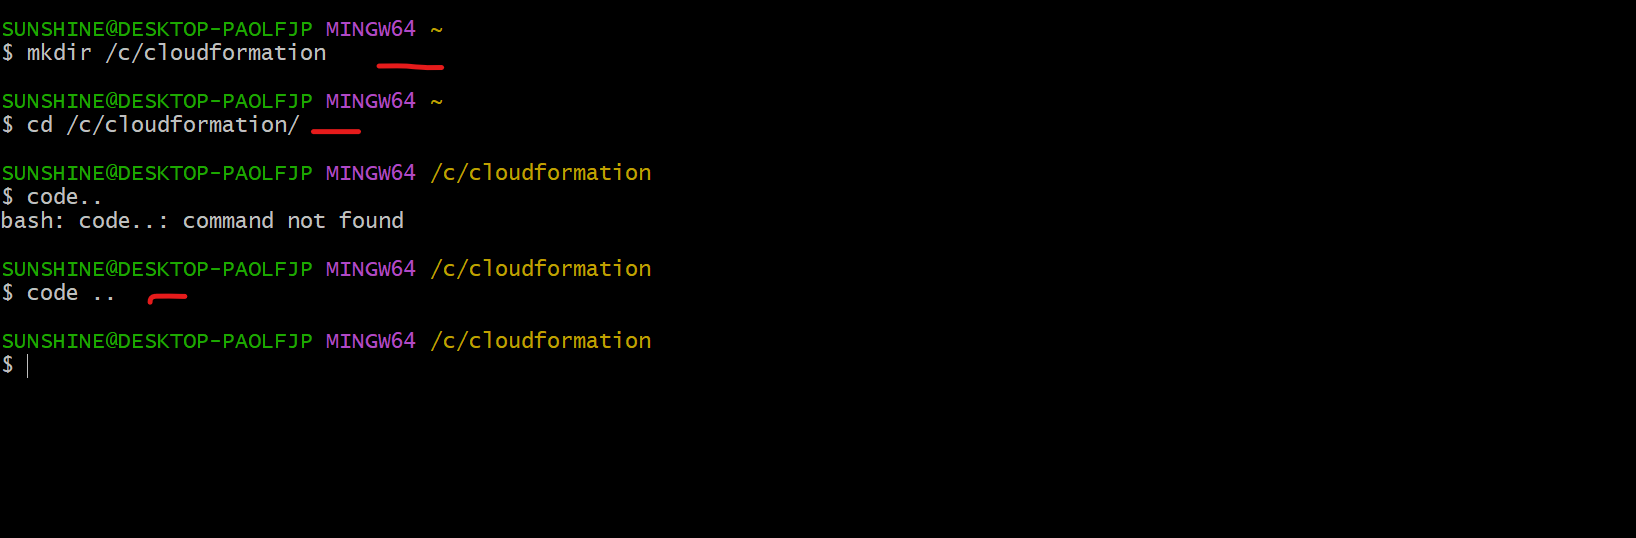 SUNSHINE@DESKTOP-PAOLFJP MINGW64 ~
$ mkdir /c/cloudformation
SUNSHINE@DESKTOP-PAOLFJP MINGW64 ~
$ cd /c/cloudformation/
SUNSHINE@DESKTOP-PAOLFJP MINGW64 /c/cloudformation
$ code..
bash: code..: command not found
SUNSHINE@DESKTOP-PAOLFJP MINGW64 /c/cloudformation
$ code ..
SUNSHINE@DESKTOP-PAOLFJP MINGW64 /c/cloudformation
$